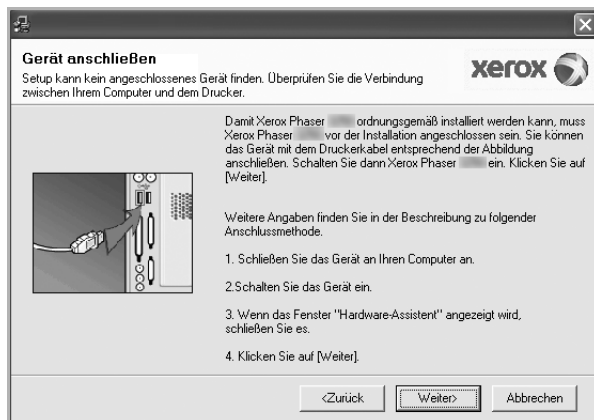 Gerät anschließen
Setup kann kein angeschlossenes Gerät finden. Überprüfen Sie die Verbindung
zwischen Ihrem Computer und dem Drucker.
xerox
Damit Xerox Phaser ordnungsgemäß installiert werden kann, muss
Xerox Phaser vor der Installation angeschlossen sein. Sie können
das Gerät mit dem Druckerkabel entsprechend der Abbildung
anschließen. Schalten Sie dann Xerox Phaser ein. Klicken Sie auf
[Weiter].
Weitere Angaben finden Sie in der Beschreibung zu folgender
Anschlussmethode.
1. Schließen Sie das Gerät an Ihren Computer an.
2.Schalten Sie das Gerät ein.
3. Wenn das Fenster "Hardware-Assistent" angezeigt wird,
schließen Sie es.
4. Klicken Sie auf [Weiter].
<Zurück
Weiter>
Abbrechen